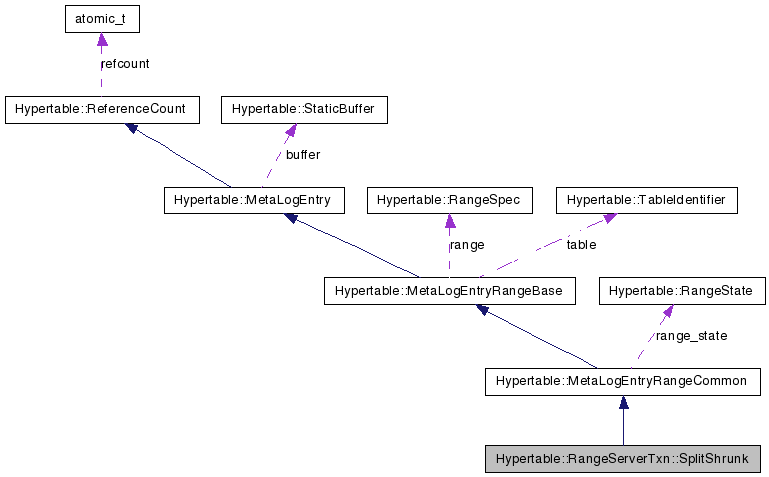 atomic_t
refcount
Hypertable::ReferenceCount
Hypertable::StaticBuffer
buffer
Hypertable::MetaLogEntry
Hypertable::RangeSpec
Hypertable::TableIdentifier
range
table
Hypertable::MetaLogEntryRangeBase
Hypertable::RangeState
range_state
Hypertable::MetaLogEntryRangeCommon
Hypertable::RangeServerTxn::SplitShrunk